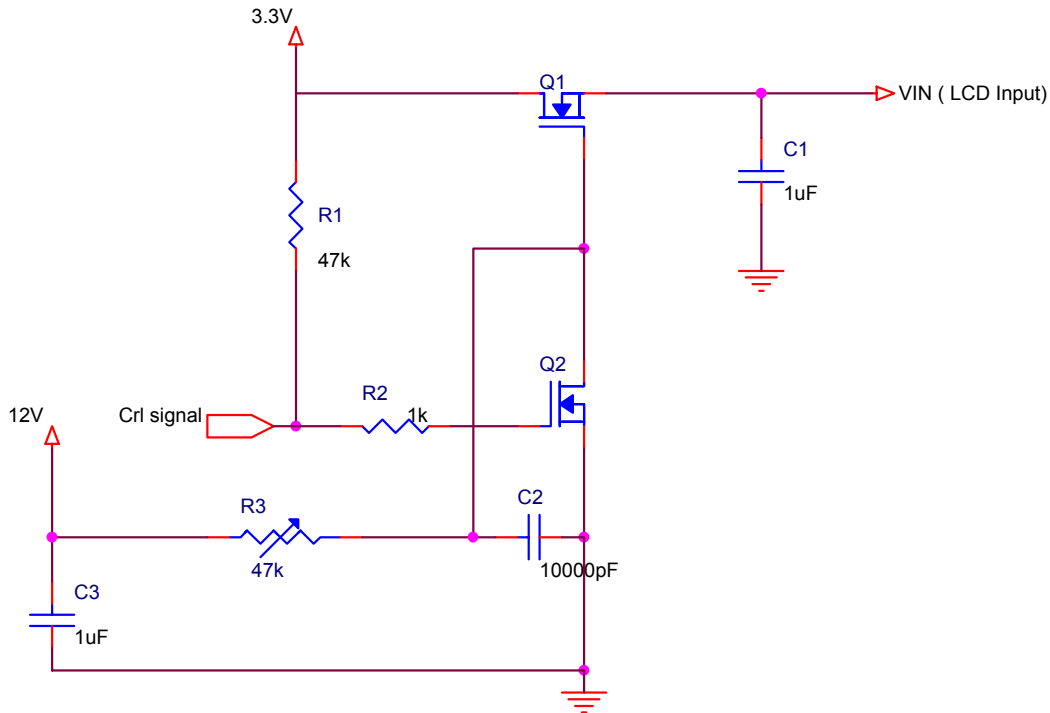 3.3V
Q1
VIN ( LCD Input)
C1
1uF
R1
47k
Q2
R2
1k
12V
Crl signal
R3
47k
C2
10000pF
C3
1uF